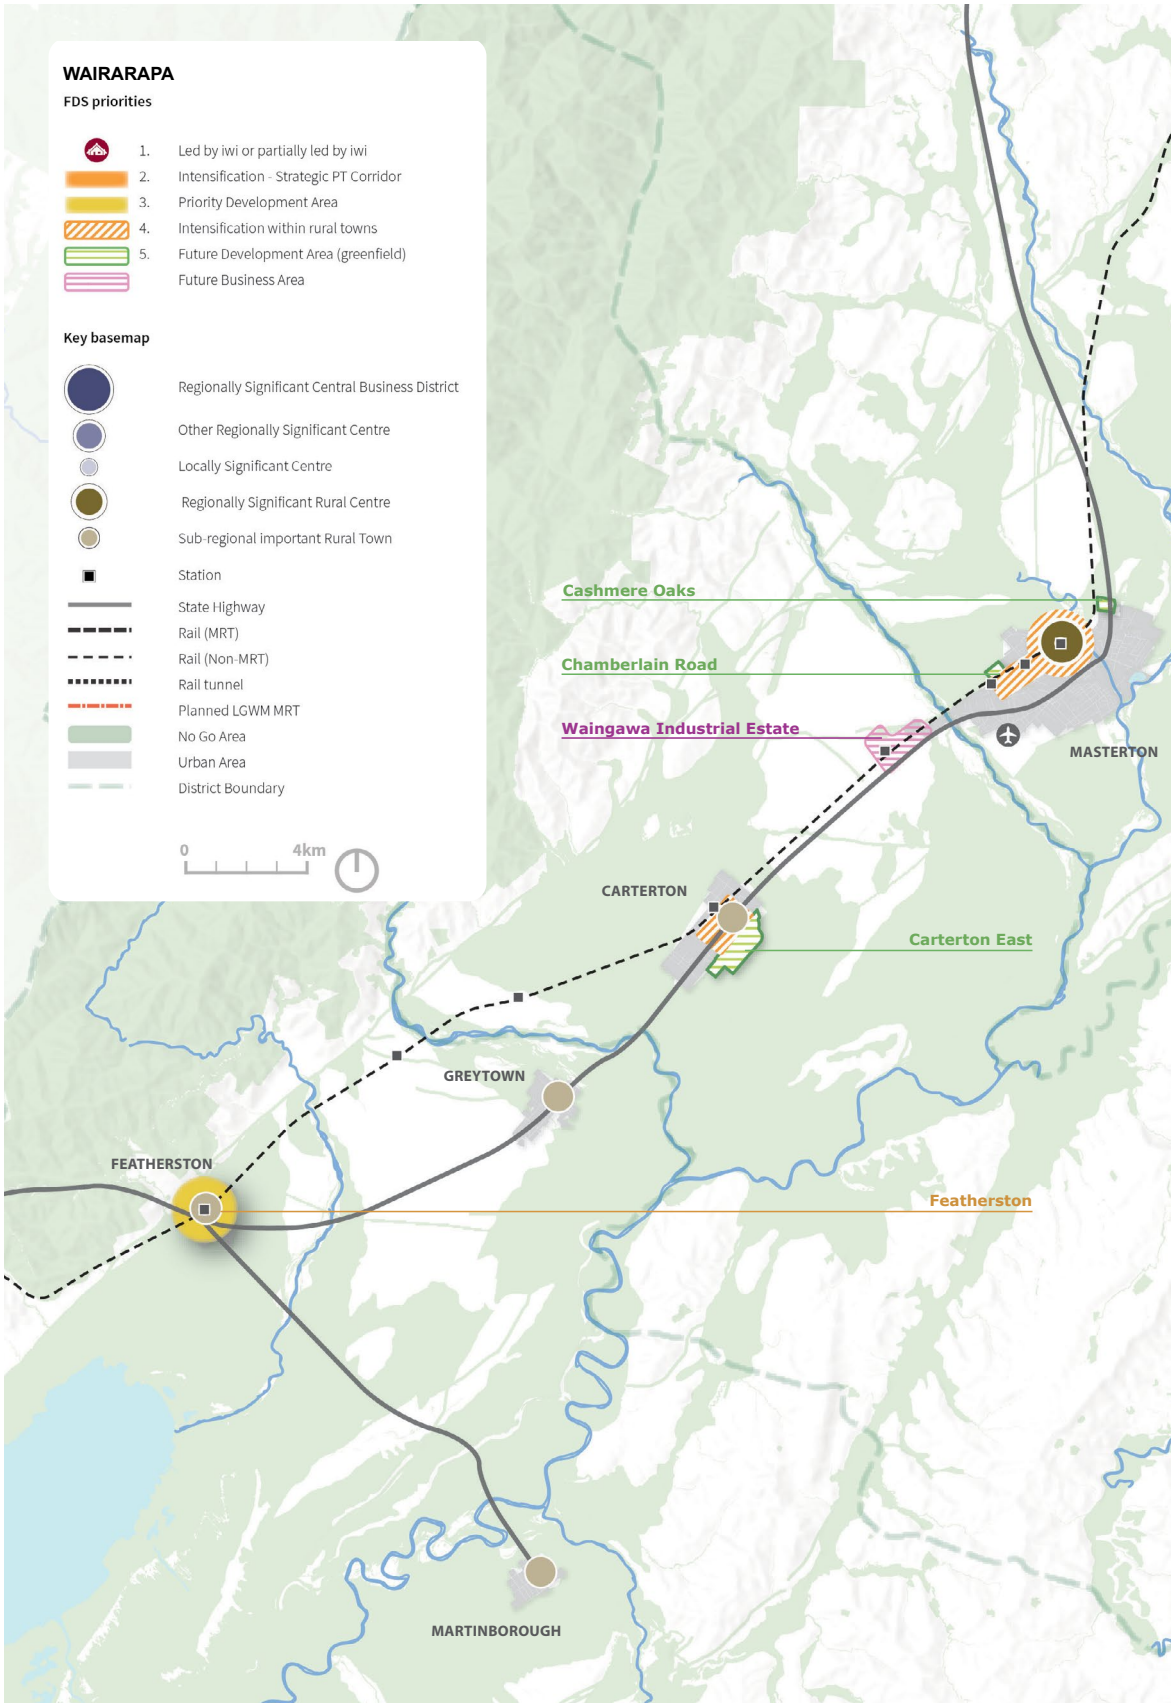 WAIRARAPA
FDS priorities
1. Led by iwi or partially led by iwi
2. Intensification - Strategic PT Corridor
3. Priority Development Area
4. Intensification within rural towns
5. Future Development Area (greenfield)
Future Business Area
Key basemap
Regionally Significant Central Business District
Other Regionally Significant Centre
Locally Significant Centre
Regionally Significant Rural Centre
Sub-regional important Rural Town
Station
State Highway
Rail (MRT)
Rail (Non-MRT)
Rail tunnel
Planned LGWM MRT
No Go Area
Urban Area
District Boundary
0 4km
Cashmere Oaks
Chamberlain Road
Waingawa Industrial Estate
MASTERTON
CARTERTON
Carterton East
GREYTOWN
FEATHERSTON
Featherston
MARTINBOROUGH